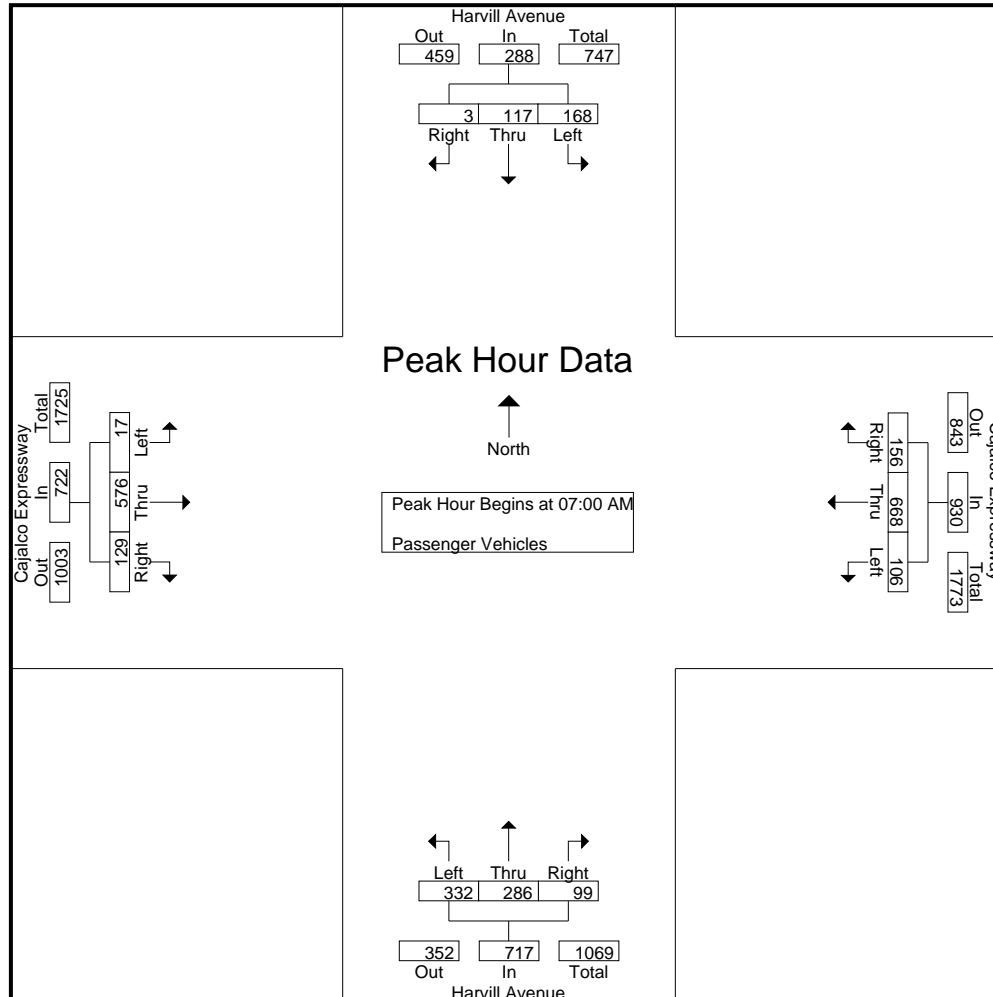 Harvill Avenue
Out In Total
459 288 747
3 117 168
Right Thru Left
Peak Hour Data
North
Peak Hour Begins at 07:00 AM
Passenger Vehicles
Cajalco Expressway
Total In Out
1725 722 1003
17 576 129
Left Thru Right
Right Thru Left
156 668 106
843 930 1773
Out In Total
Cajalco Expressway
Left Thru Right
332 286 99
352 717 1069
Out In Total
Harvill Avenue